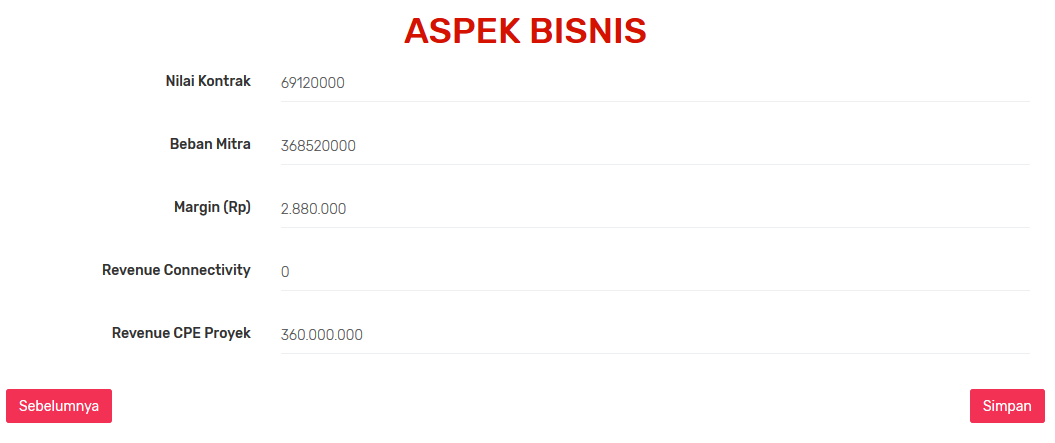 ASPEK BISNIS
Nilai Kontrak 69120000
Beban Mitra 368520000
Margin (Rp) 2.880.000
Revenue Connectivity 0
Revenue CPE Proyek 360.000.000
Sebelumnya Simpan